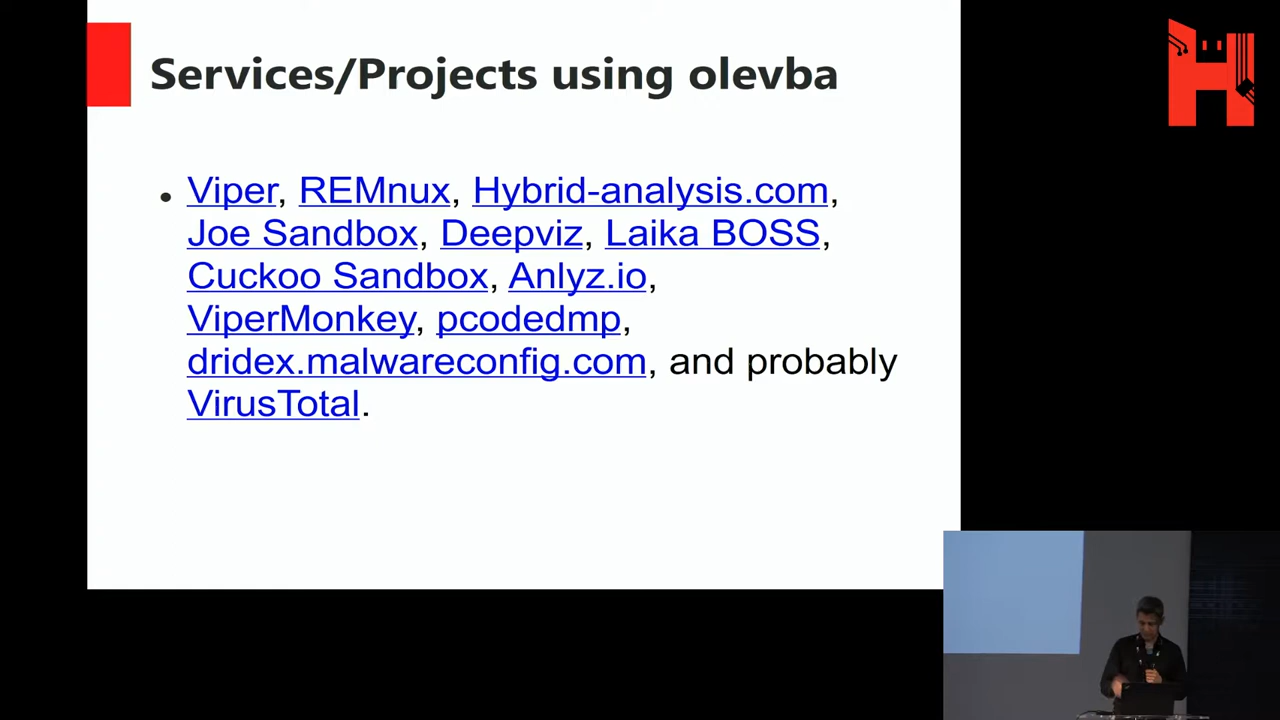 Services/Projects using olevba
• Viper, REMnux, Hybrid-analysis.com,
Joe Sandbox, Deepviz, Laika BOSS,
Cuckoo Sandbox, Anlyz.io,
ViperMonkey, pcodedmp,
dridex.malwareconfig.com, and probably
VirusTotal.